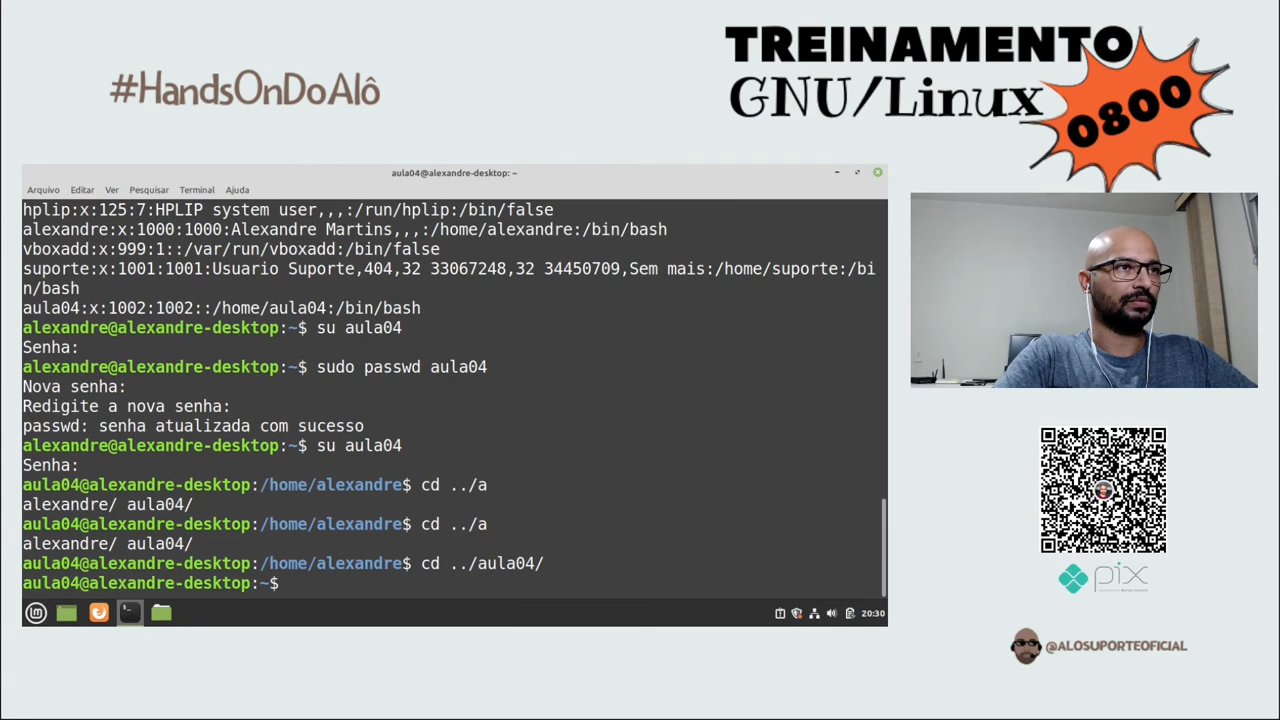 #HandsOnDoAlô
TREINAMENTO
GNU/Linux
0800
aula04@alexandre-desktop: ~
Arquivo Editar Ver Pesquisar Terminal Ajuda
hplip:x:125:7:HPLIP system user,,,:/run/hplip:/bin/false
alexandre:x:1000:1000:Alexandre Martins,,,:/home/alexandre:/bin/bash
vboxadd:x:999:1::/var/run/vboxadd:/bin/false
suporte:x:1001:1001:Usuario Suporte,404,32 33067248,32 34450709,Sem mais:/home/suporte:/bi
n/bash
aula04:x:1002:1002::/home/aula04:/bin/bash
alexandre@alexandre-desktop:~$ su aula04
Senha:
alexandre@alexandre-desktop:~$ sudo passwd aula04
Nova senha:
Redigite a nova senha:
passwd: senha atualizada com sucesso
alexandre@alexandre-desktop:~$ su aula04
Senha:
aula04@alexandre-desktop:/home/alexandre$ cd ../a
alexandre/ aula04/
aula04@alexandre-desktop:/home/alexandre$ cd ../a
alexandre/ aula04/
aula04@alexandre-desktop:/home/alexandre$ cd ../aula04/
aula04@alexandre-desktop:~$
20:30
pix
@ALOSUPORTEOFICIAL